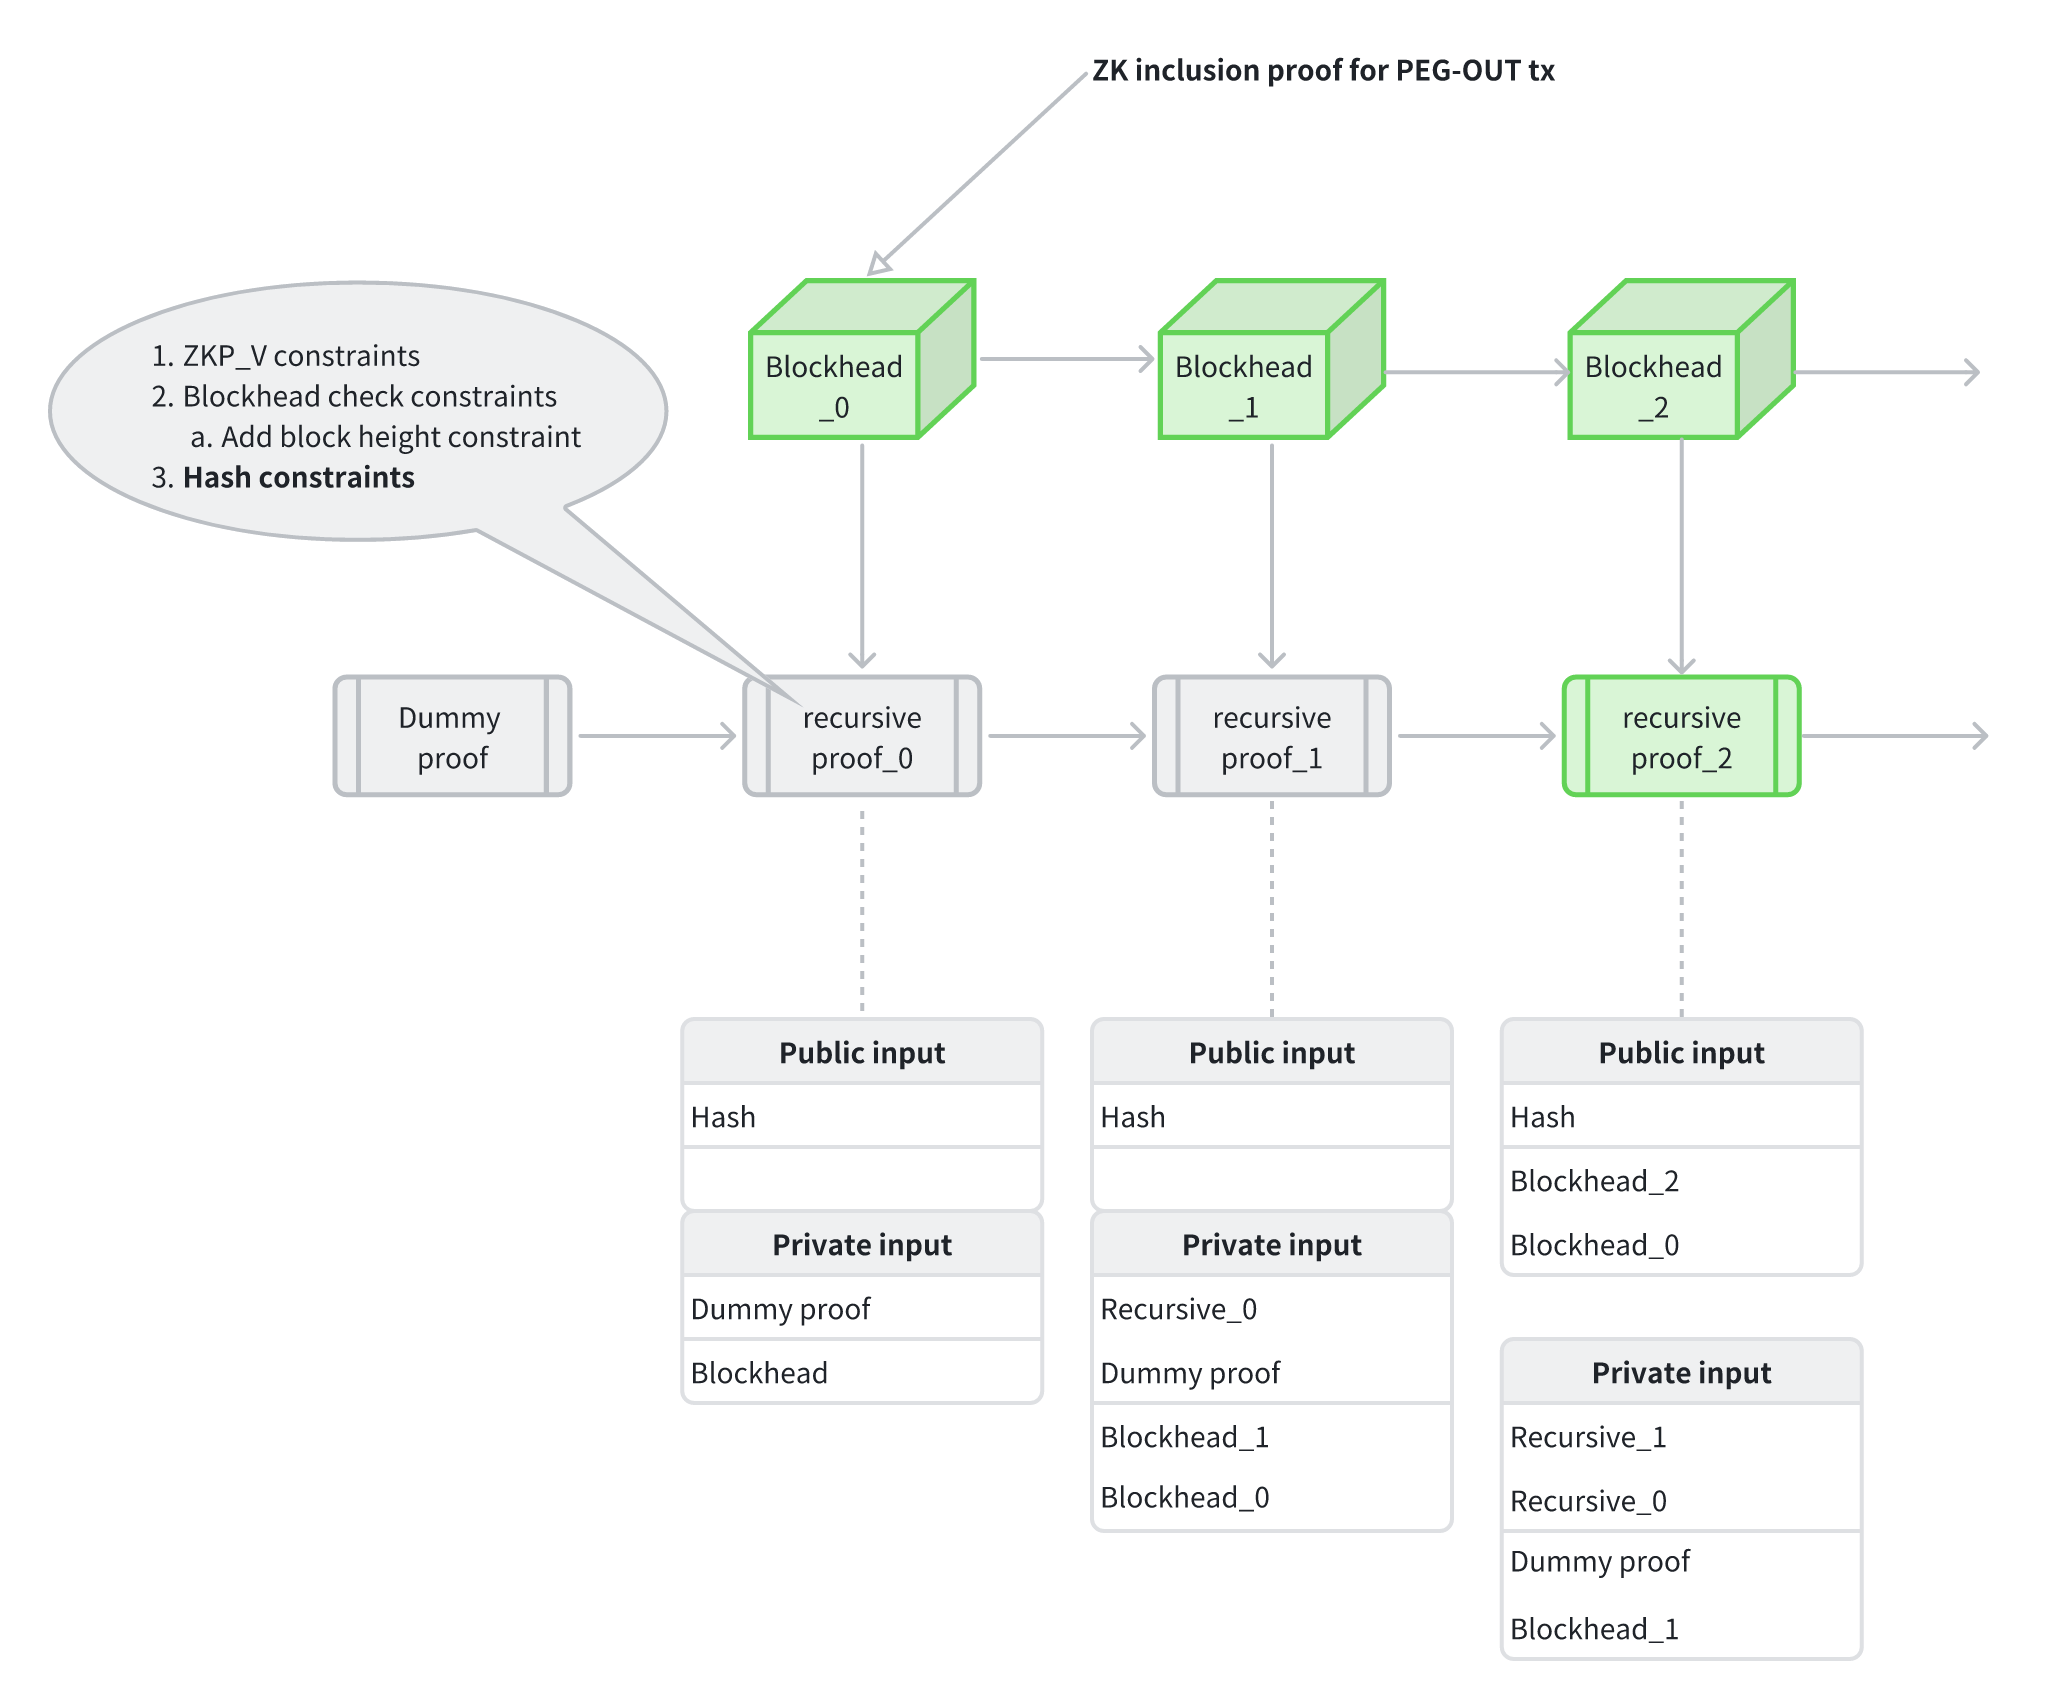 ZK inclusion proof for PEG-OUT tx
1. ZKP_V constraints
2. Blockhead check constraints
a. Add block height constraint
3. Hash constraints
Blockhead
_0
Blockhead
_1
Blockhead
_2
Dummy
proof
recursive
proof_0
recursive
proof_1
recursive
proof_2
Public input
Hash
Private input
Dummy proof
Blockhead
Public input
Hash
Private input
Recursive_0
Dummy proof
Blockhead_1
Blockhead_0
Public input
Hash
Blockhead_2
Blockhead_0
Private input
Recursive_1
Recursive_0
Dummy proof
Blockhead_1